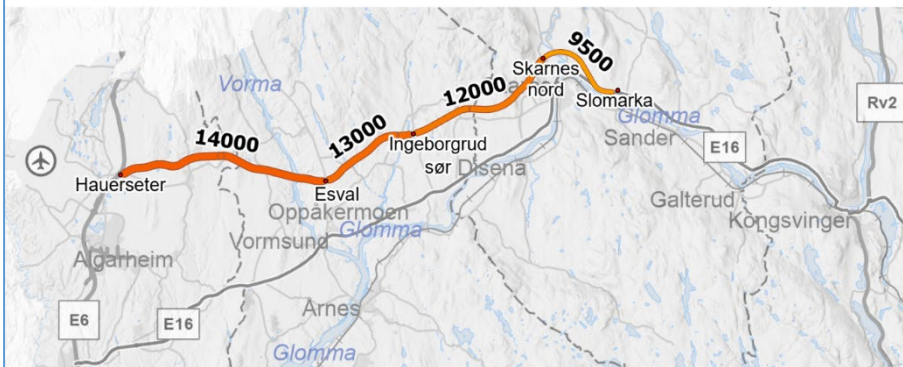 9500
Skarnes
nord
Slomarka
Vorma
12000
Glomma
Rv2
Sander
13000
14000
Ingeborgrud
sør
Disena
E16
Hauerseter
Esval
Oppåkermoen
Galterud
Kongsvinger
Vormsund
Glomma
Algarheim
Årnes
E6
E16
Glomma